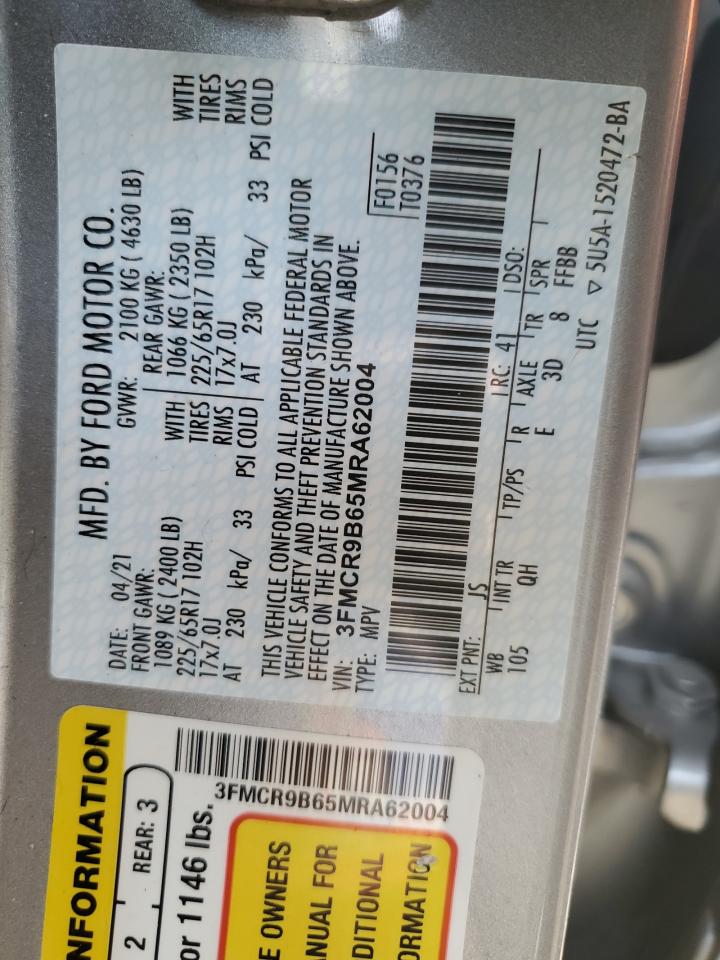 MFD. BY FORD MOTOR CO.
DATE: 04/21 GVWR: 2100 KG ( 4630 LB)
FRONT GAWR: REAR GAWR:
1089 KG ( 2400 LB) WITH 1066 KG ( 2350 LB) WITH
225/65R17 102H TIRES 225/65R17 102H TIRES
17x7.0J RIMS 17x7.0J RIMS
AT 230 kPa/ 33 PSI COLD AT 230 kPa/ 33 PSI COLD
THIS VEHICLE CONFORMS TO ALL APPLICABLE FEDERAL MOTOR
VEHICLE SAFETY AND THEFT PREVENTION STANDARDS IN
EFFECT ON THE DATE OF MANUFACTURE SHOWN ABOVE.
VIN: 3FMCR9B65MRA62004
TYPE: MPV
F0156
T0376
EXT PNT: JS RC: 41 DSO:
WB INT TR TP/PS R AXLE TR SPR
105 QH E 3D 8 FFBB
UTC ▽ 5U5A-1520472-BA
NFORMATION
2 REAR: 3
or 1146 lbs.
3FMCR9B65MRA62004
E OWNERS
NUAL FOR
DITIONAL
ORMATION